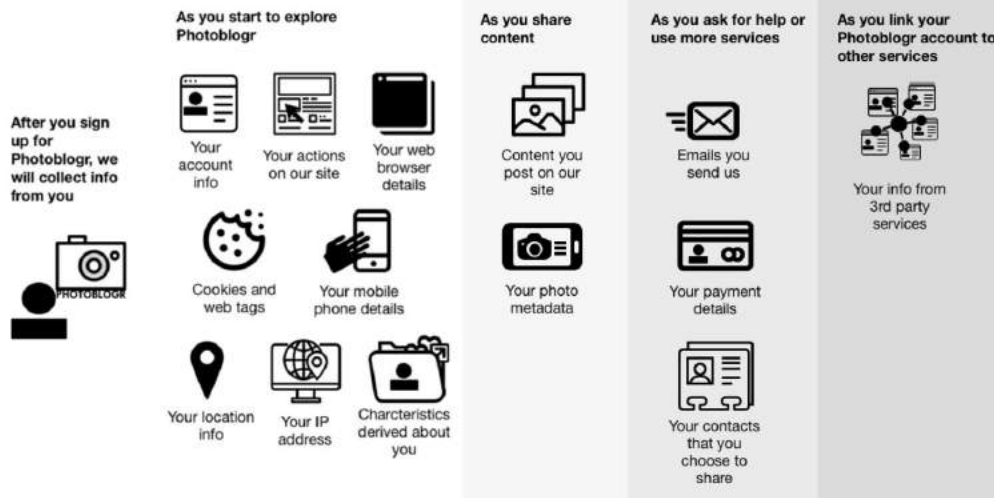 After you sign
up for
Photoblogr, we
will collect info
from you
PHOTOBLOGR
As you start to explore
Photoblogr
Your
account
info
Your actions
on our site
Your web
browser
details
Cookies and
web tags
Your mobile
phone details
Your location
info
Your IP
address
Charcteristics
derived about
you
As you share
content
Content you
post on our
site
Your photo
metadata
As you ask for help or
use more services
Emails you
send us
Your payment
details
Your contacts
that you
choose to
share
As you link your
Photoblogr account to
other services
Your info from
3rd party
services